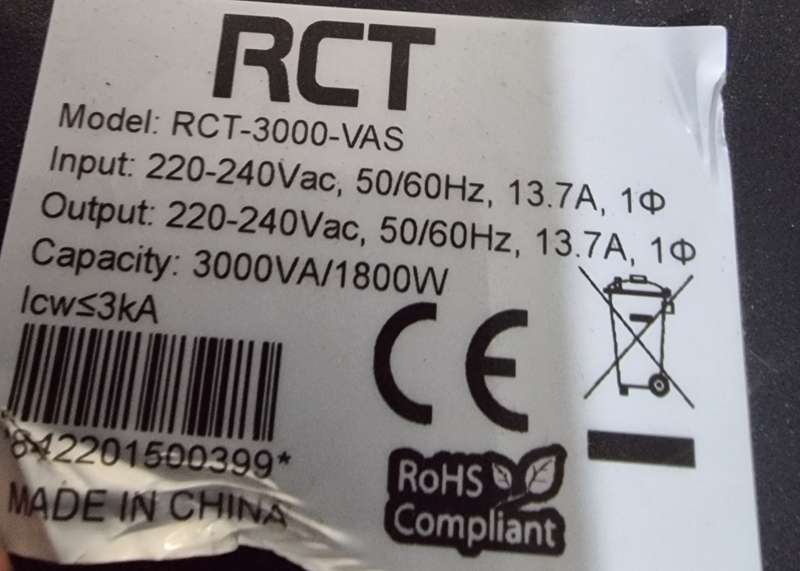 RCT
Model: RCT-3000-VAS
Input: 220-240Vac, 50/60Hz, 13.7A, 1Φ
Output: 220-240Vac, 50/60Hz, 13.7A, 1Φ
Capacity: 3000VA/1800W
Icw≤3kA
CE
*842201500399*
RoHS
Compliant
MADE IN CHINA